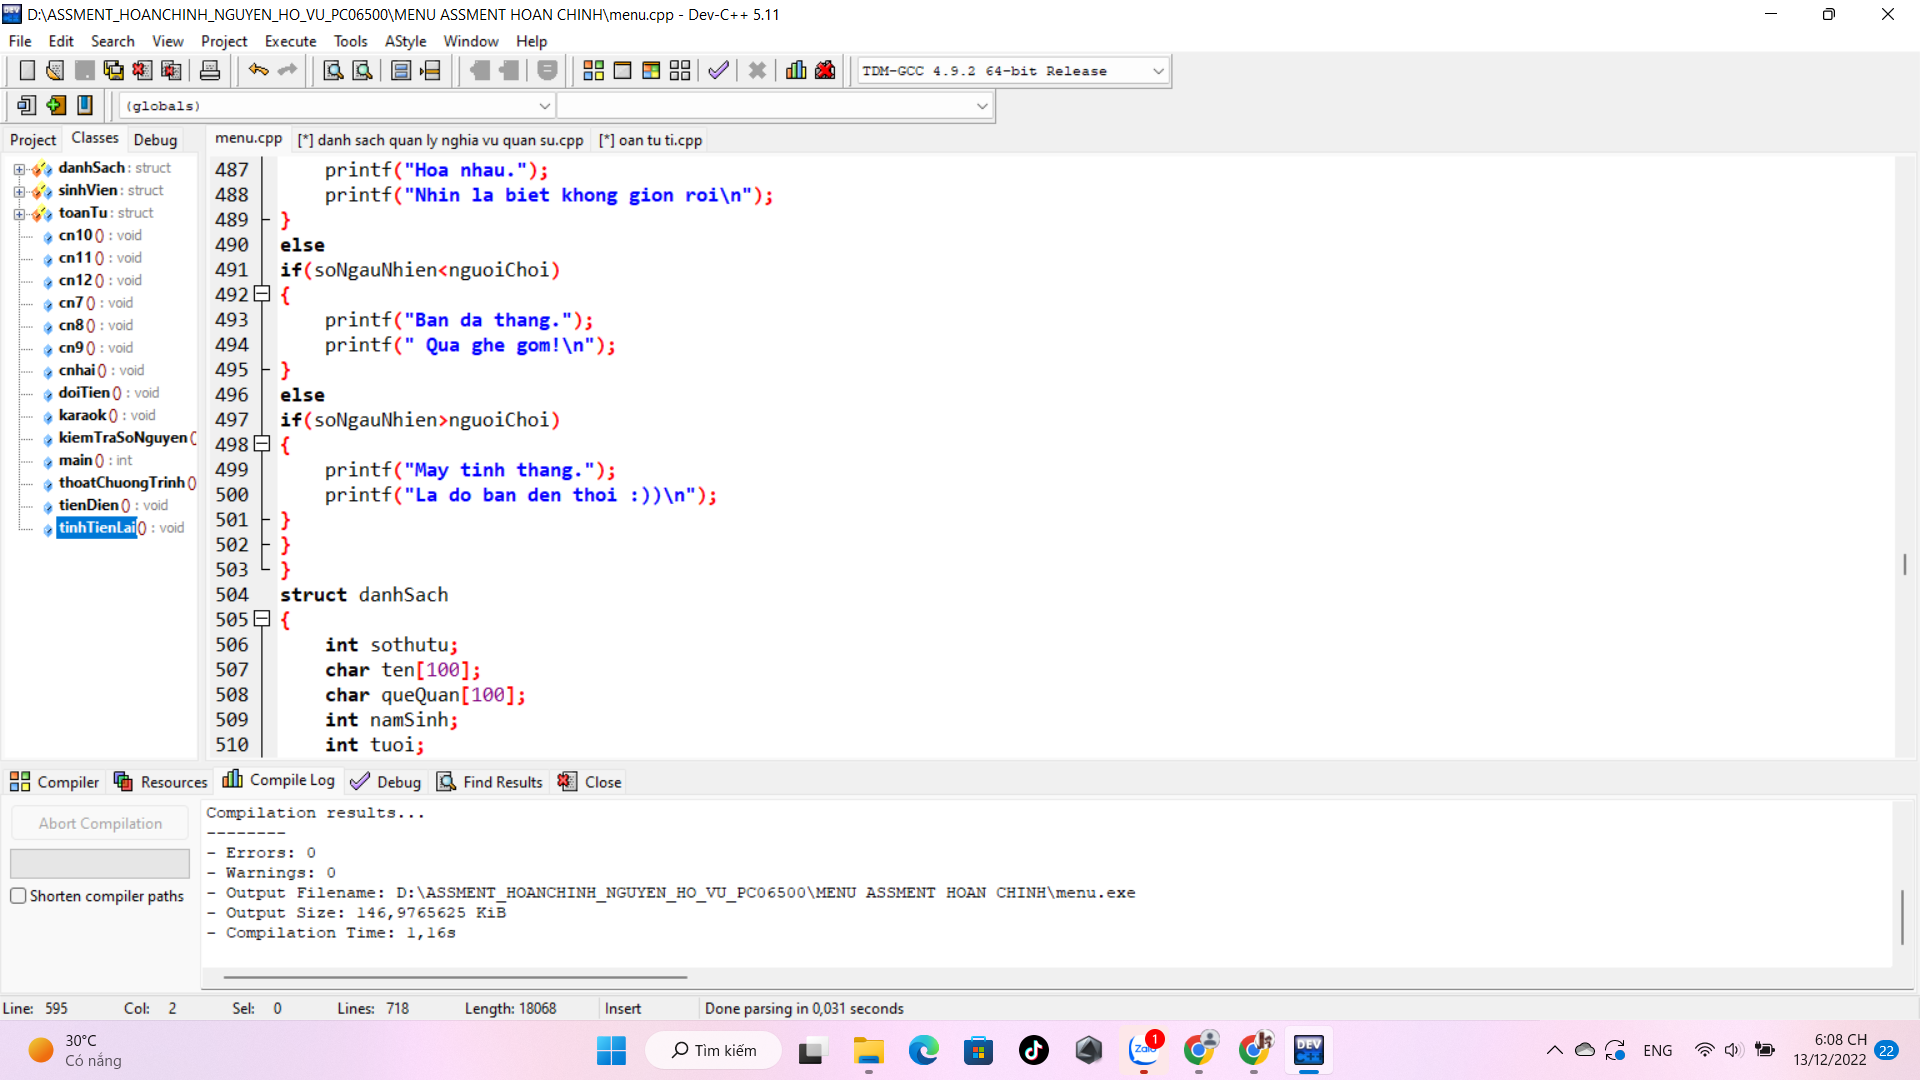 D:\ASSMENT_HOANCHINH_NGUYEN_HO_VU_PC06500\MENU ASSMENT HOAN CHINH\menu.cpp - Dev-C++ 5.11
File Edit Search View Project Execute Tools AStyle Window Help
TDM-GCC 4.9.2 64-bit Release
(globals)
Project Classes Debug
menu.cpp [*] danh sach quan ly nghia vu quan su.cpp [*] oan tu ti.cpp
danhSach : struct
sinhVien : struct
toanTu : struct
cn10 () : void
cn11 () : void
cn12 () : void
cn7 () : void
cn8 () : void
cn9 () : void
cnhai () : void
doiTien () : void
karaok () : void
kiemTraSoNguyen (
main () : int
thoatChuongTrinh ()
tienDien () : void
tinhTienLai () : void
487 printf("Hoa nhau.");
488 printf("Nhin la biet khong gion roi\n");
489 }
490 else
491 if(soNgauNhien<nguoiChoi)
492 {
493 printf("Ban da thang.");
494 printf(" Qua ghe gom!\n");
495 }
496 else
497 if(soNgauNhien>nguoiChoi)
498 {
499 printf("May tinh thang.");
500 printf("La do ban den thoi :))\n");
501 }
502 }
503 }
504 struct danhSach
505 {
506 int sothutu;
507 char ten[100];
508 char queQuan[100];
509 int namSinh;
510 int tuoi;
Compiler Resources Compile Log Debug Find Results Close
Abort Compilation
Shorten compiler paths
Compilation results...
--------
- Errors: 0
- Warnings: 0
- Output Filename: D:\ASSMENT_HOANCHINH_NGUYEN_HO_VU_PC06500\MENU ASSMENT HOAN CHINH\menu.exe
- Output Size: 146,9765625 KiB
- Compilation Time: 1,16s
Line: 595 Col: 2 Sel: 0 Lines: 718 Length: 18068 Insert Done parsing in 0,031 seconds
30°C
Có nắng
Tìm kiếm
Zalo
1
DEV
C++
ENG
6:08 CH
13/12/2022
22